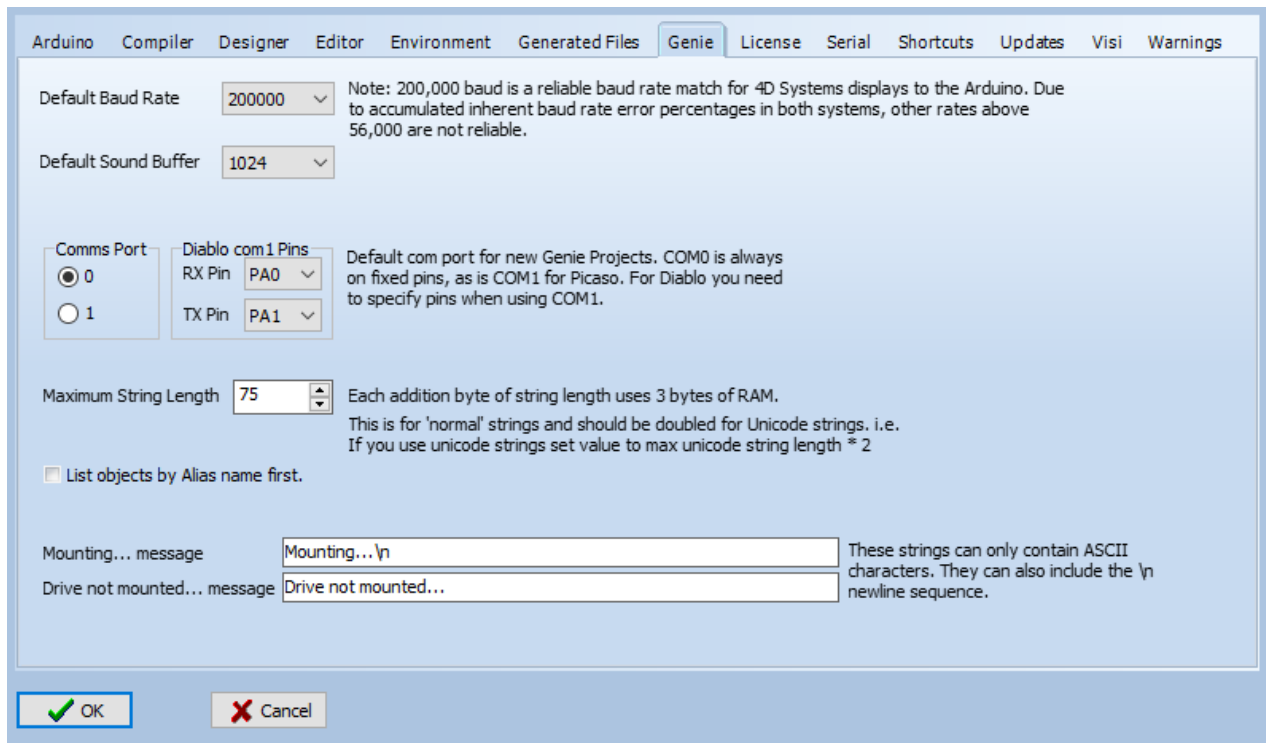 Arduino Compiler Designer Editor Environment Generated Files Genie License Serial Shortcuts Updates Visi Warnings
Default Baud Rate 200000
Note: 200,000 baud is a reliable baud rate match for 4D Systems displays to the Arduino. Due
to accumulated inherent baud rate error percentages in both systems, other rates above
56,000 are not reliable.
Default Sound Buffer 1024
Comms Port
0
1
Diablo com1 Pins
RX Pin PA0
TX Pin PA1
Default com port for new Genie Projects. COM0 is always
on fixed pins, as is COM1 for Picaso. For Diablo you need
to specify pins when using COM1.
Maximum String Length 75
Each addition byte of string length uses 3 bytes of RAM.
This is for 'normal' strings and should be doubled for Unicode strings. i.e.
If you use unicode strings set value to max unicode string length * 2
List objects by Alias name first.
Mounting... message Mounting...\n
Drive not mounted... message Drive not mounted...
These strings can only contain ASCII
characters. They can also include the \n
newline sequence.
OK Cancel